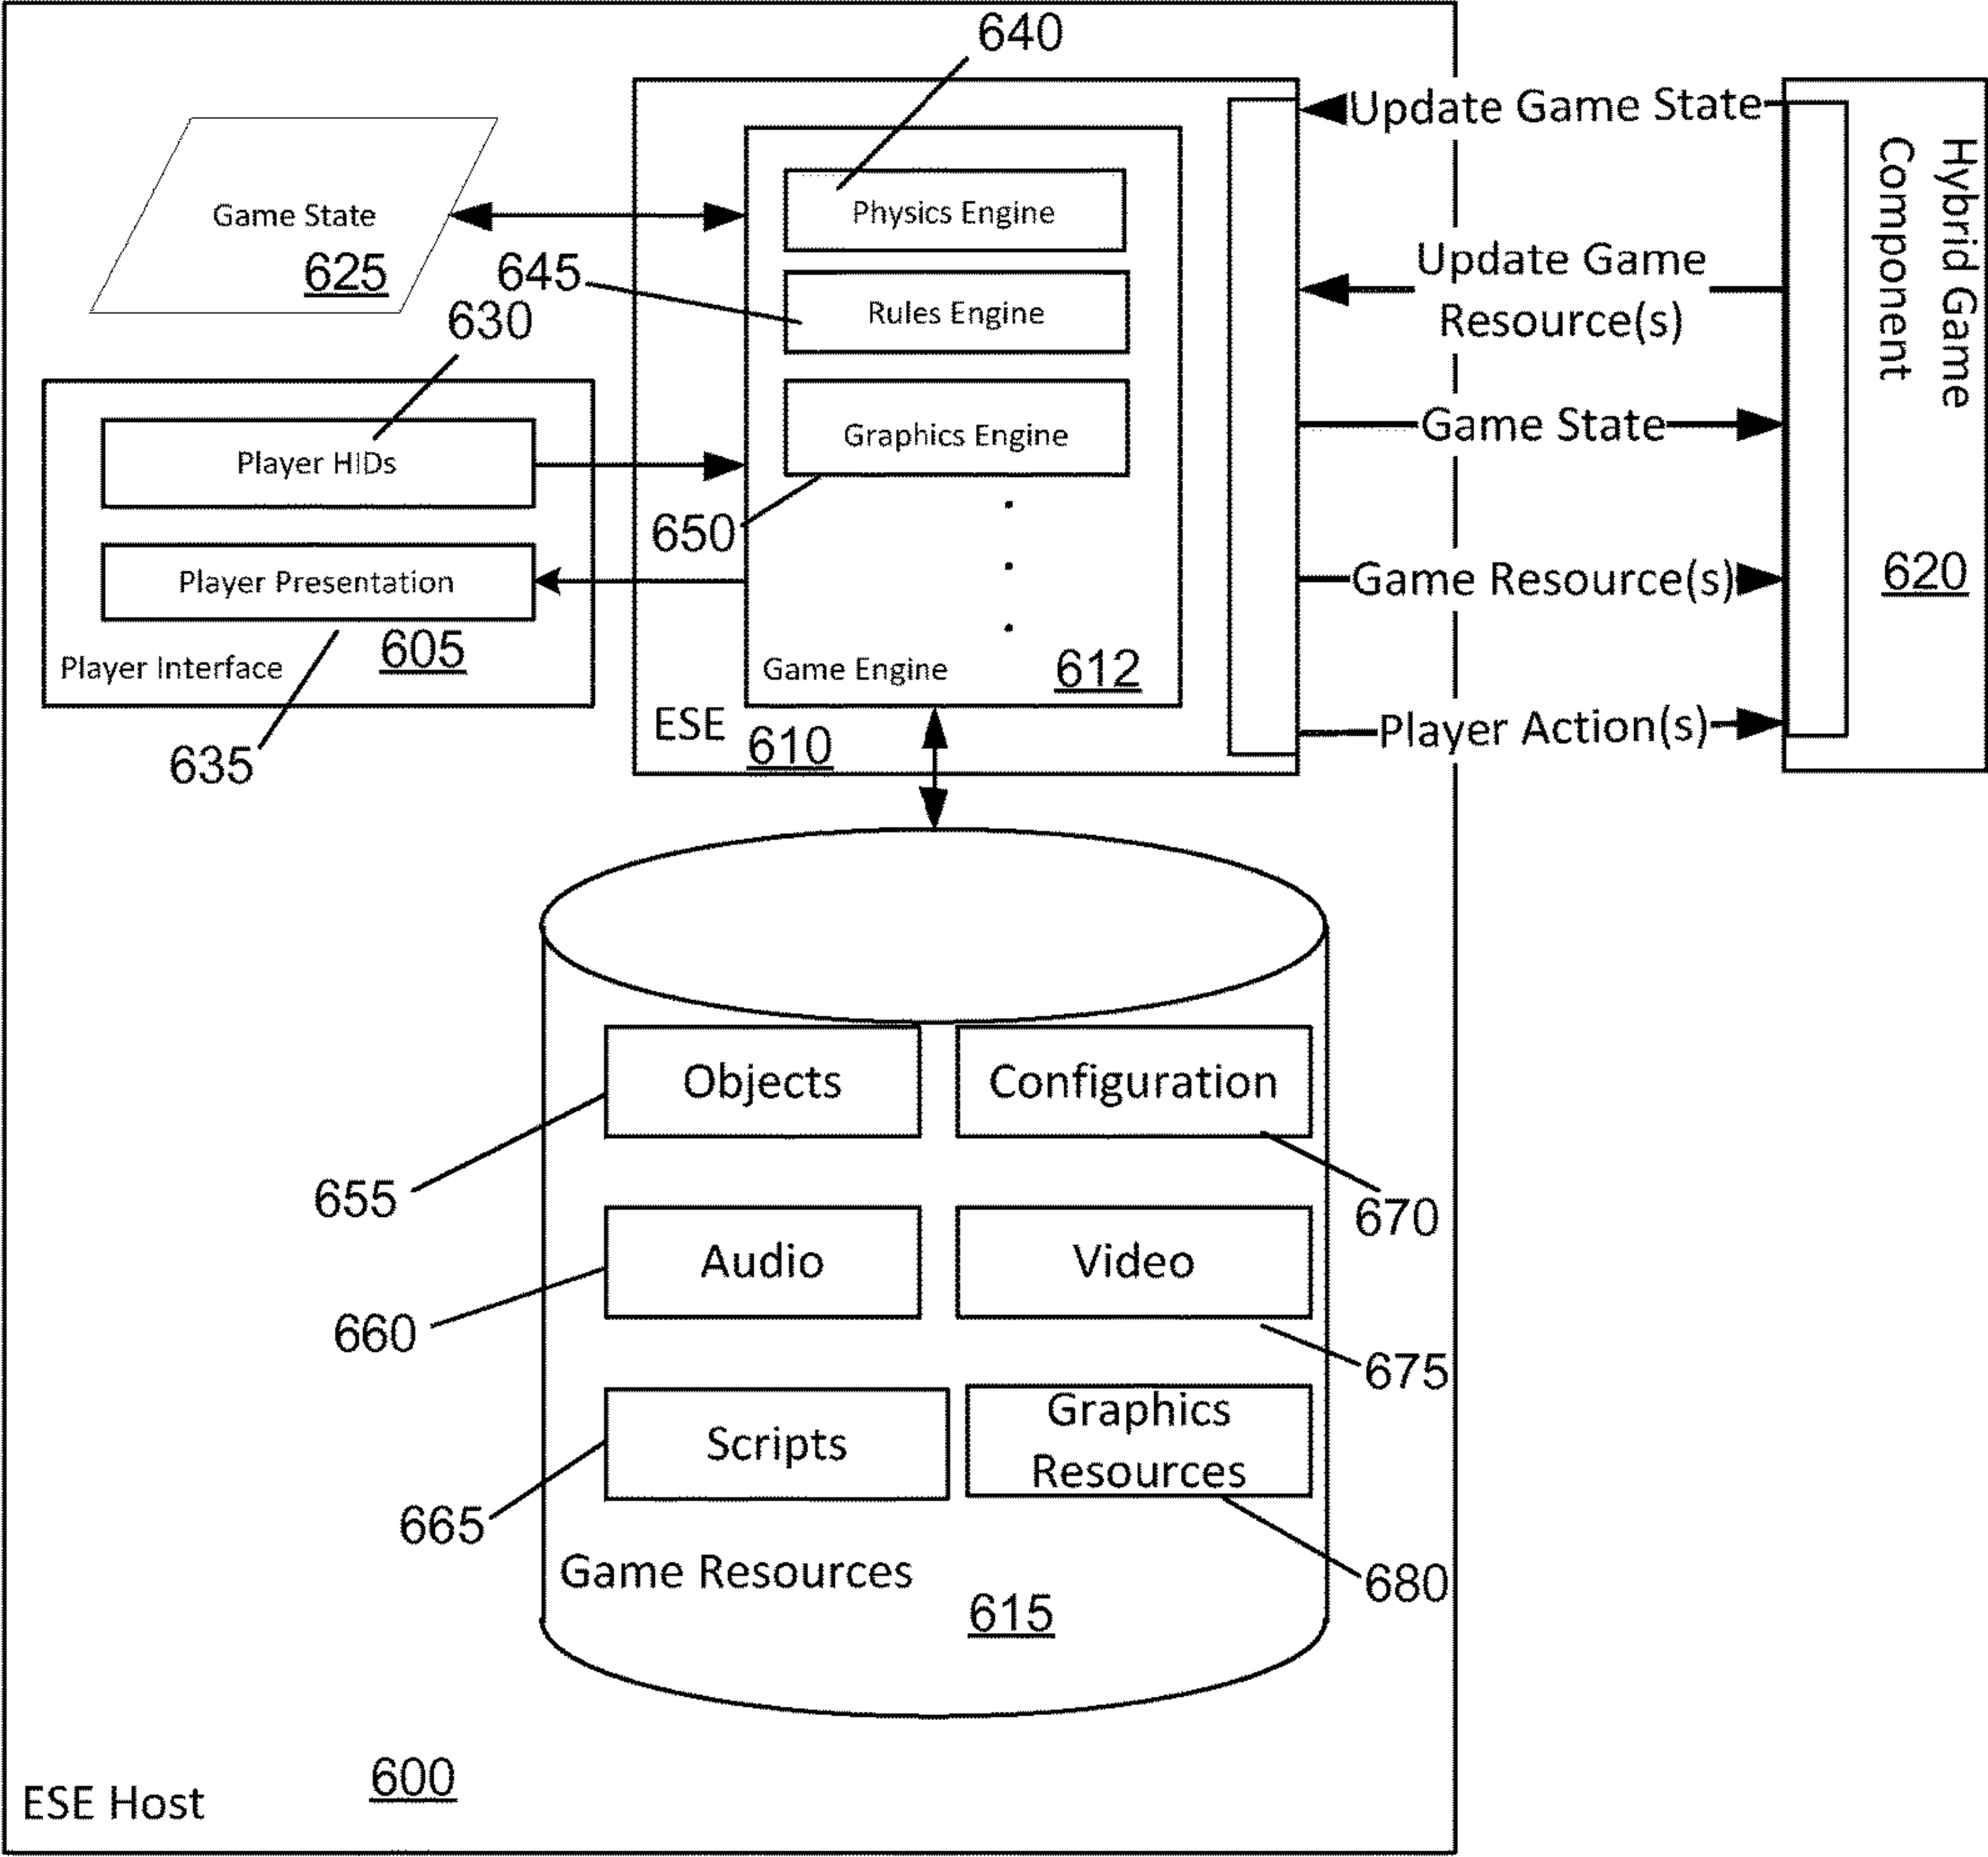 640
Update Game State
Hybrid Game
Component
Physics Engine
Game State
625
645
Update Game
Resource(s)
Rules Engine
630
Game State
Graphics Engine
Player HIDs
650
Game Resource(s)
620
Player Presentation
605
Player Interface
Game Engine
612
ESE
610
Player Action(s)
635
Objects
Configuration
655
670
Audio
Video
660
675
Graphics
Resources
Scripts
665
Game Resources
680
615
600
ESE Host